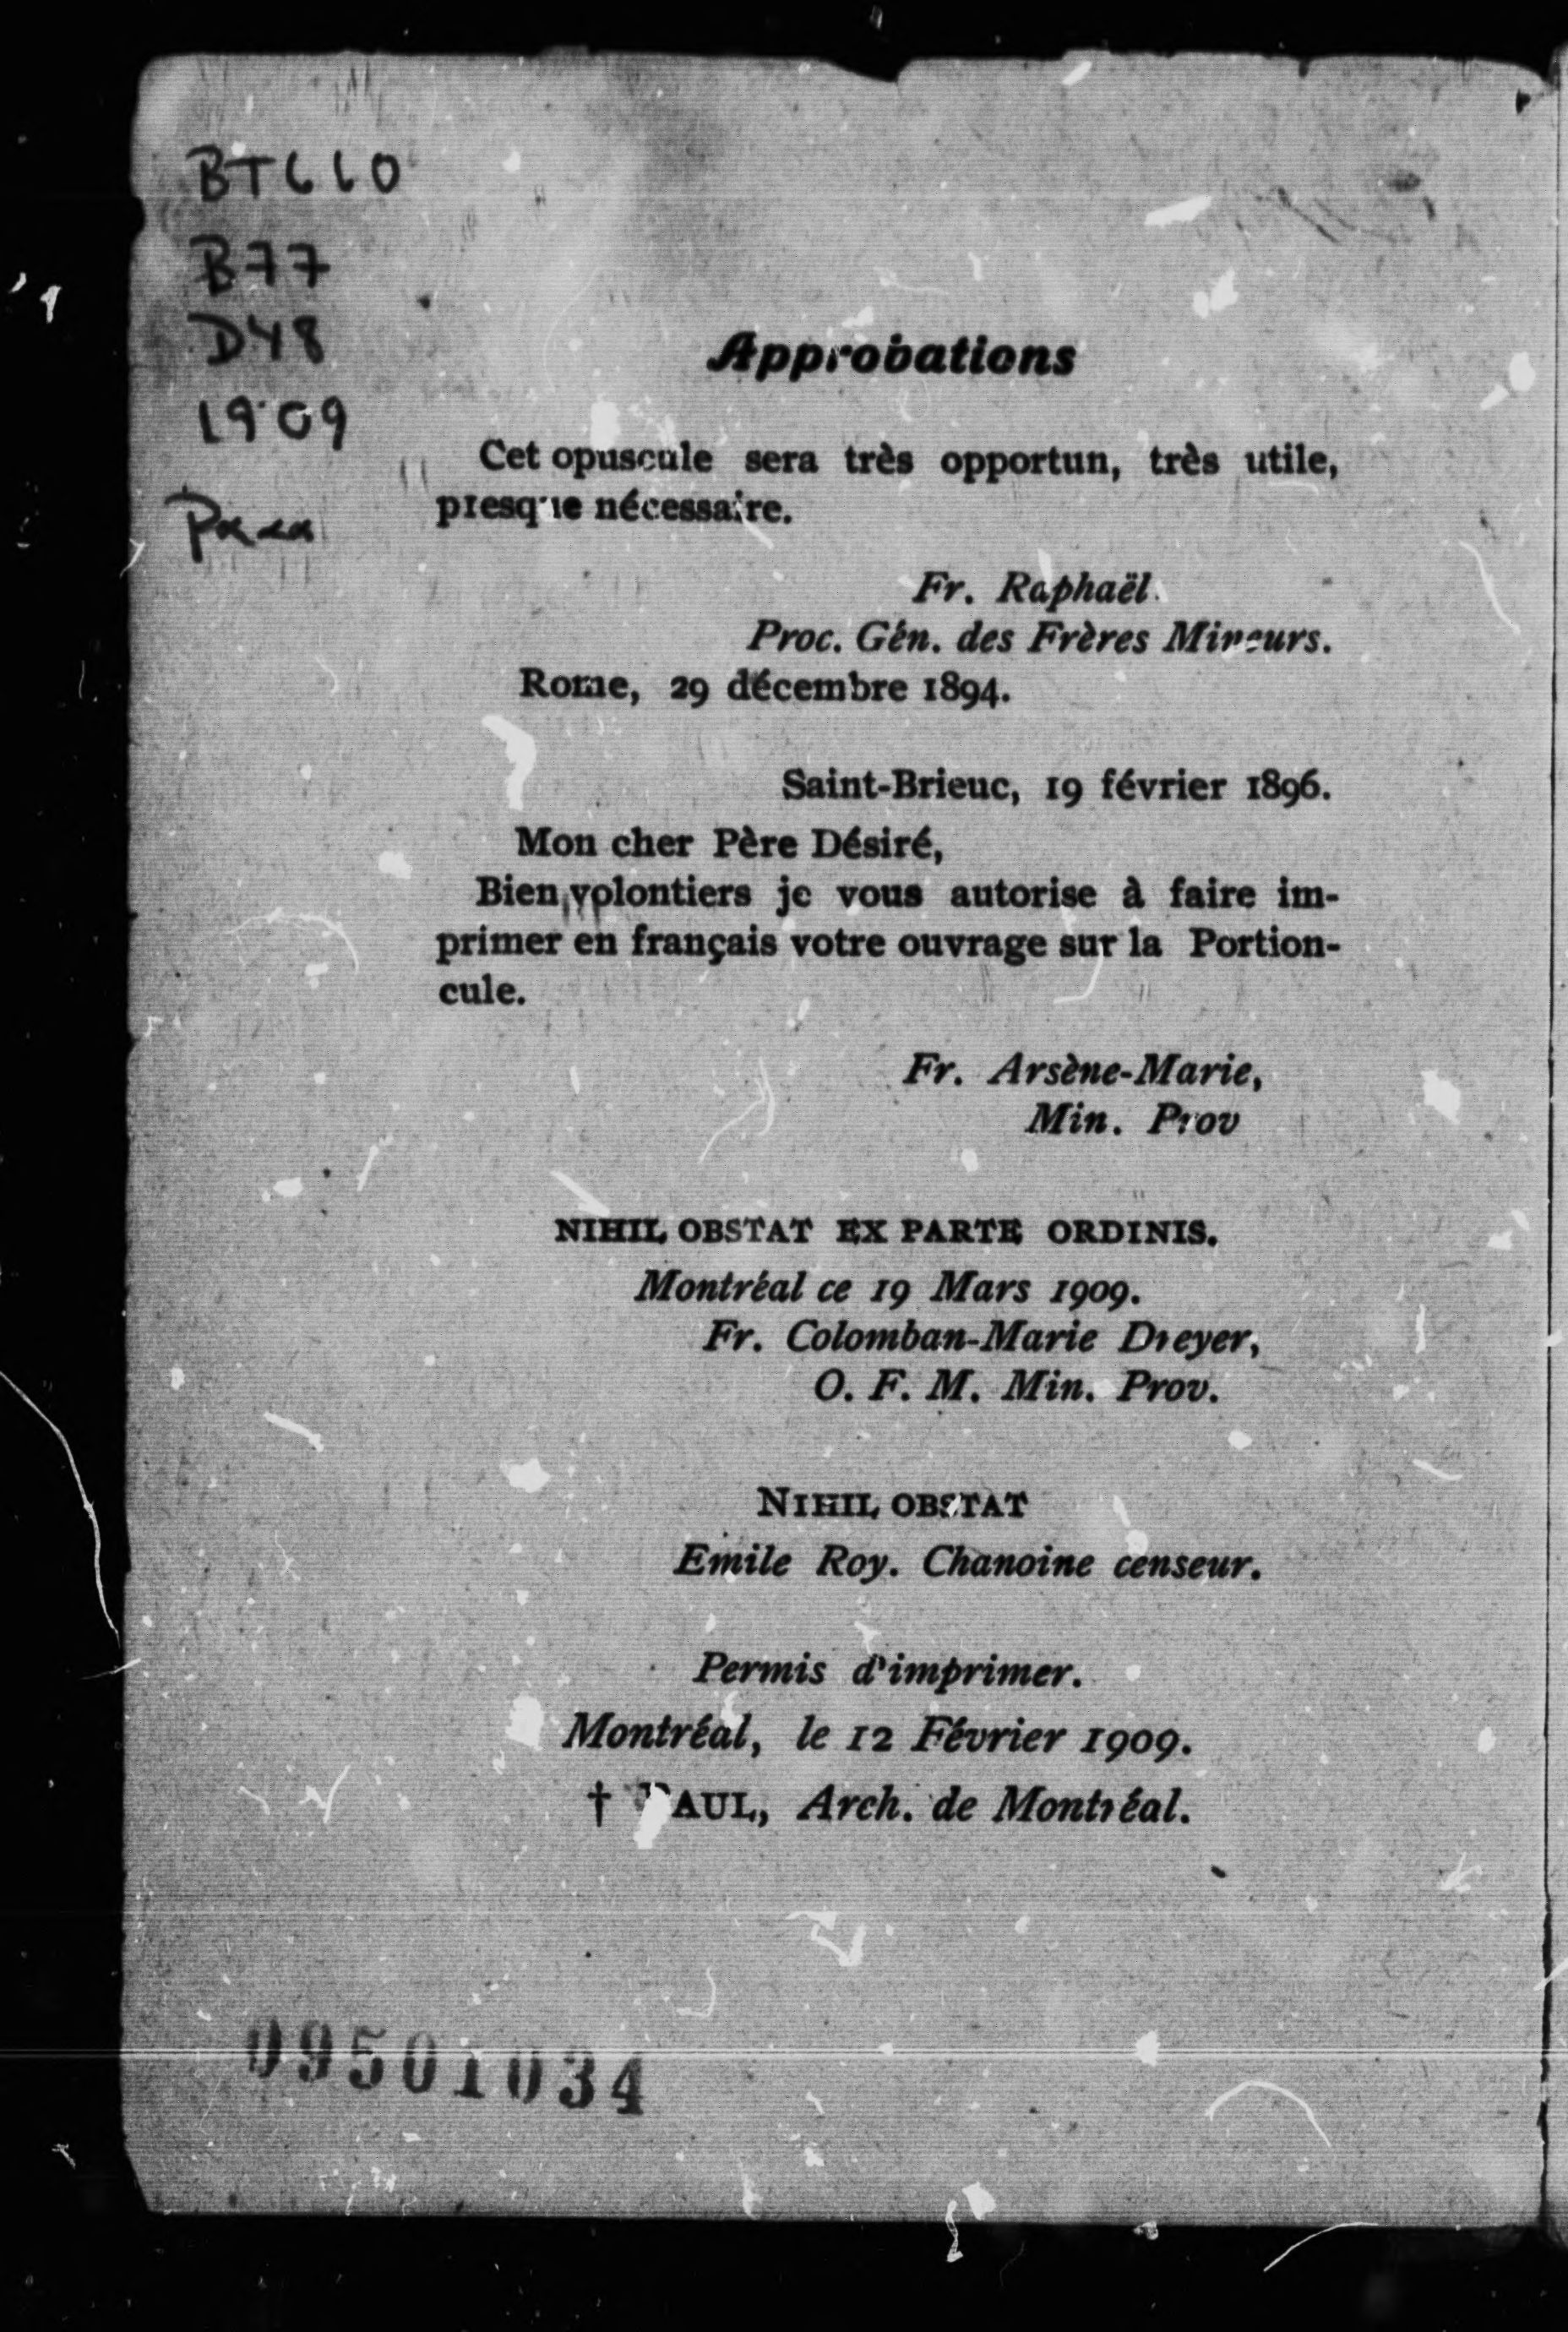 BT660
B77
D48
1909
Approbations
Cet opuscule sera très opportun, très utile,
presque nécessaire.
Fr. Raphaël.
Proc. Gén. des Frères Mineurs.
Rome, 29 décembre 1894.
Saint-Brieuc, 19 février 1896.
Mon cher Père Désiré,
Bien volontiers je vous autorise à faire im-
primer en français votre ouvrage sur la Portion-
cule.
Fr. Arsène-Marie,
Min. Prov
NIHIL OBSTAT EX PARTE ORDINIS.
Montréal ce 19 Mars 1909.
Fr. Colomban-Marie Dreyer,
O. F. M. Min. Prov.
NIHIL OBSTAT
Emile Roy. Chanoine censeur.
Permis d'imprimer.
Montréal, le 12 Février 1909.
† PAUL, Arch. de Montréal.
09501034